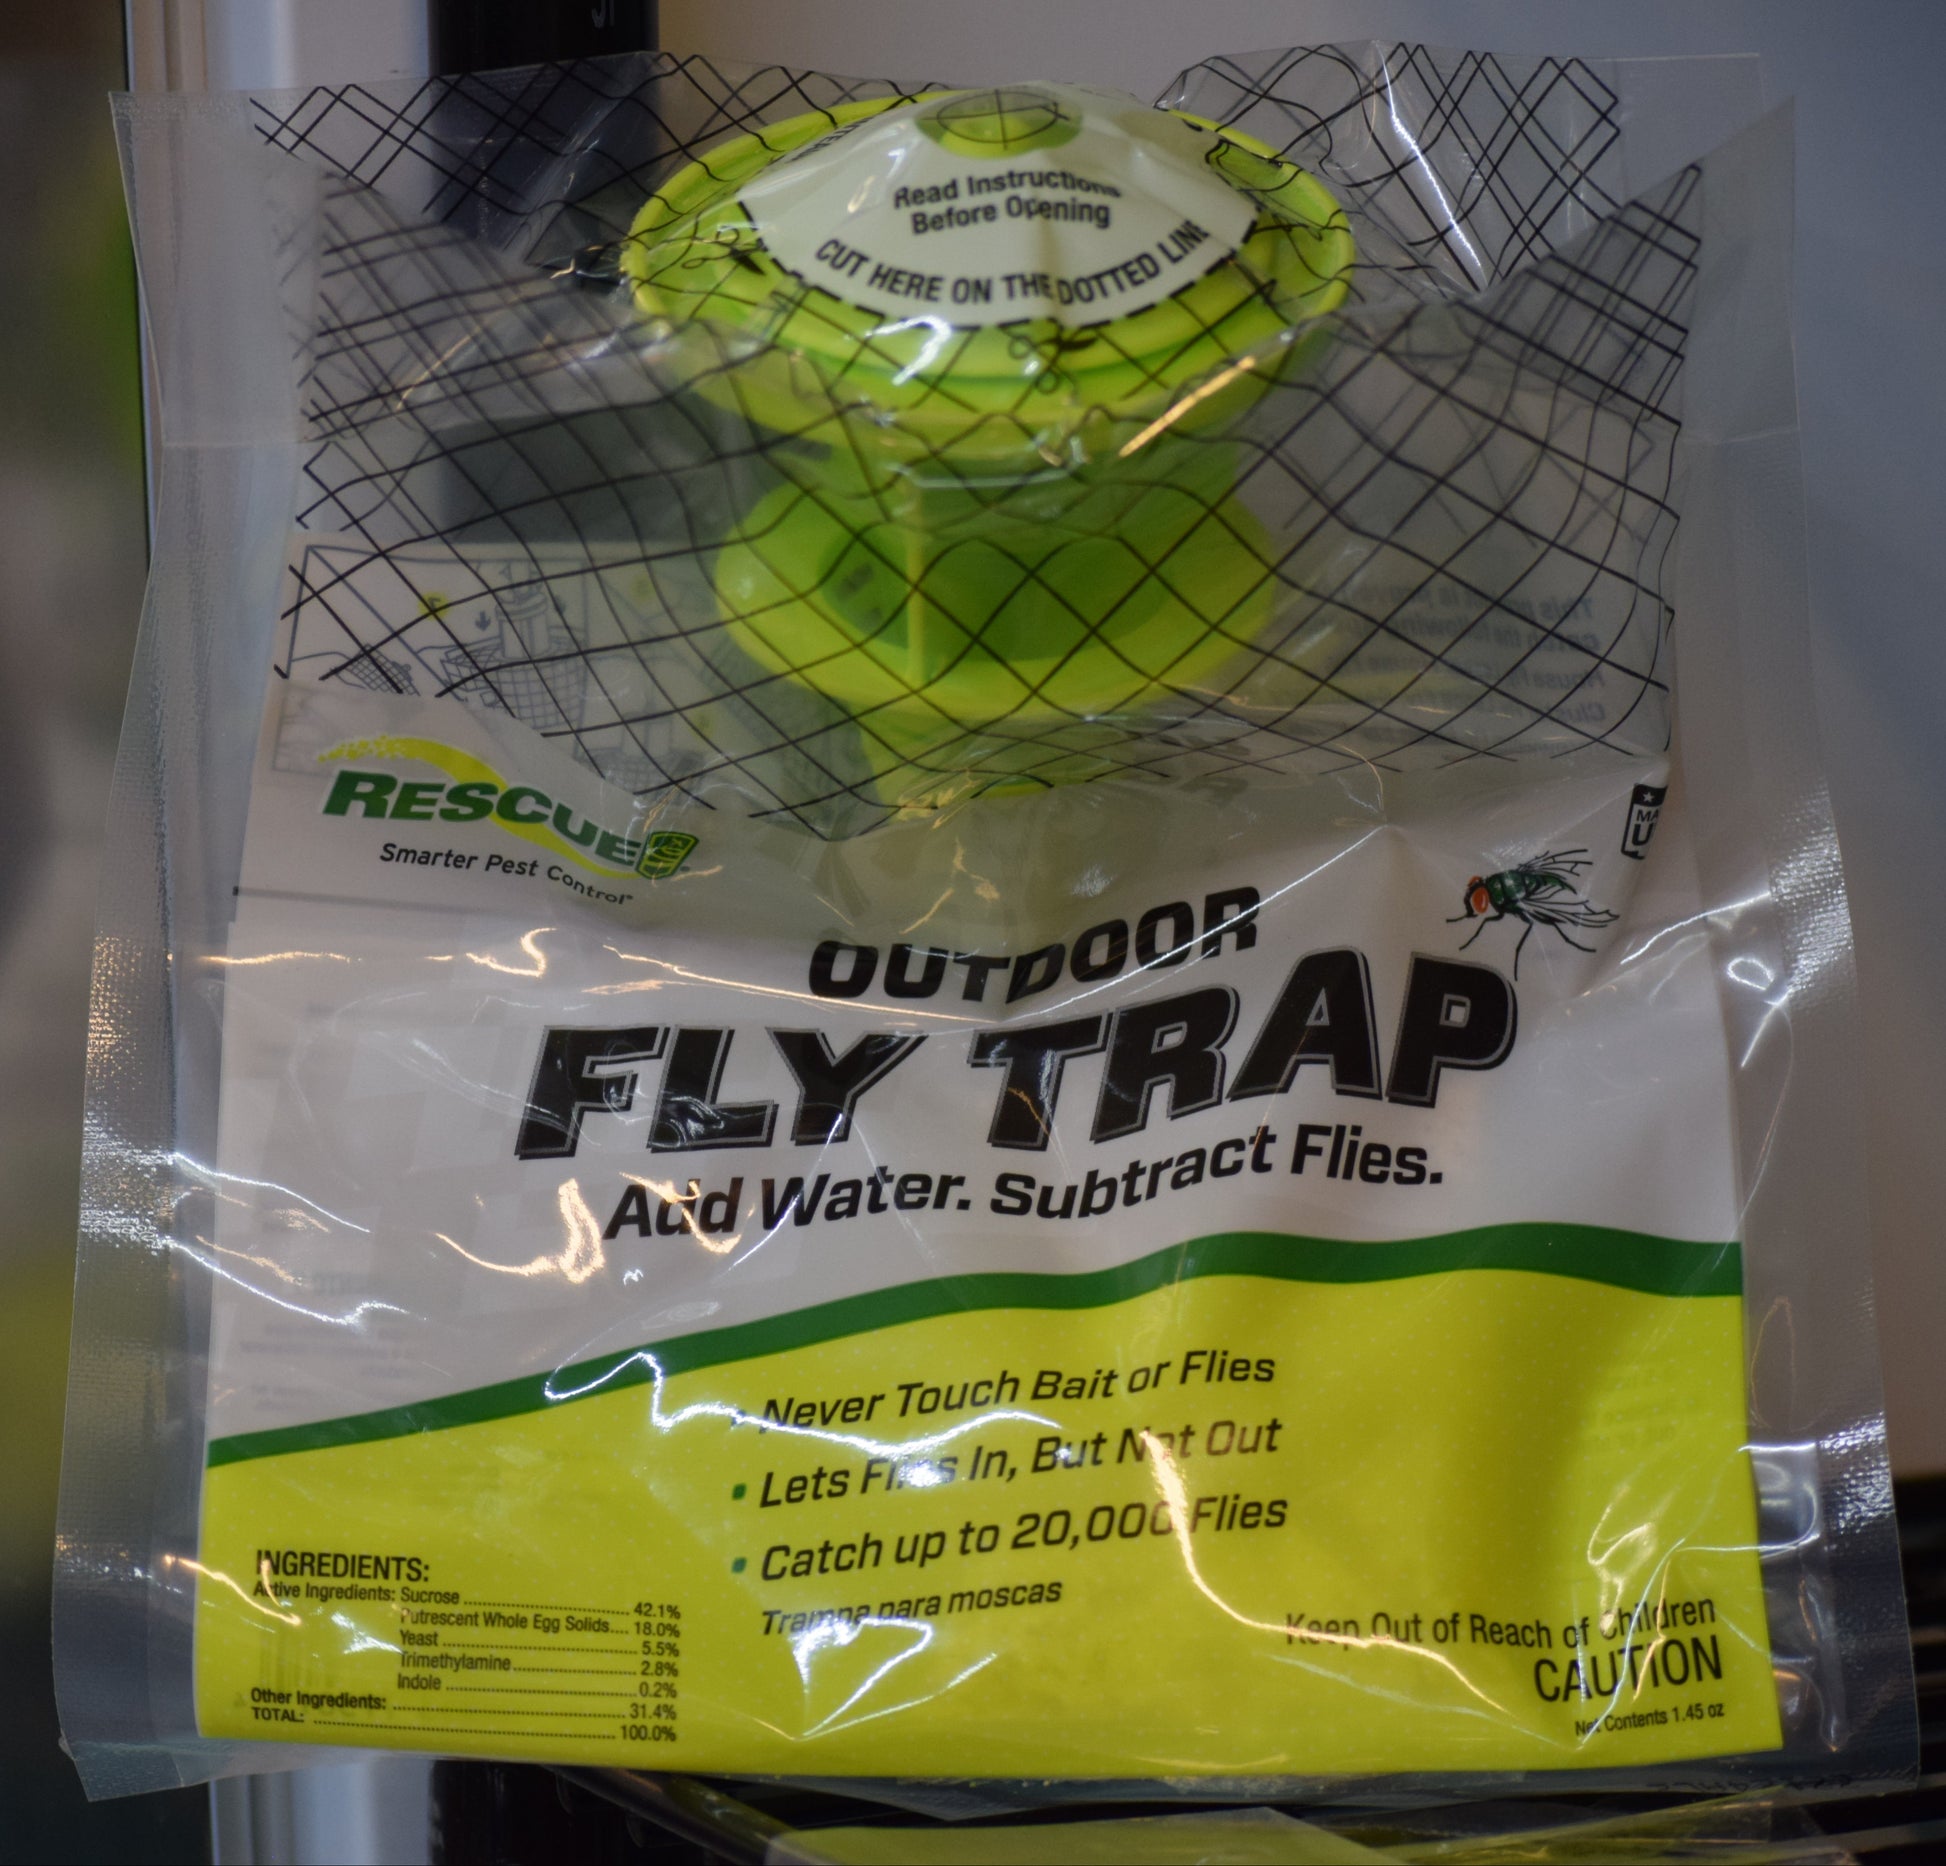 Read Instructions
Before Opening
CUT HERE ON THE DOTTED LINE
RESCUE!
Smarter Pest Control
MA
U
OUTDOOR
FLY TRAP
Add Water. Subtract Flies.
• Never Touch Bait or Flies
• Lets Flies In, But Not Out
• Catch up to 20,000 Flies
Trampa para moscas
INGREDIENTS:
Active Ingredients: Sucrose ........ 42.1%
Putrescent Whole Egg Solids.... 18.0%
Yeast ........ 5.5%
Trimethylamine........ 2.8%
Indole ........ 0.2%
Other Ingredients: ........ 31.4%
TOTAL: ........ 100.0%
Keep Out of Reach of Children
CAUTION
Net Contents 1.45 oz